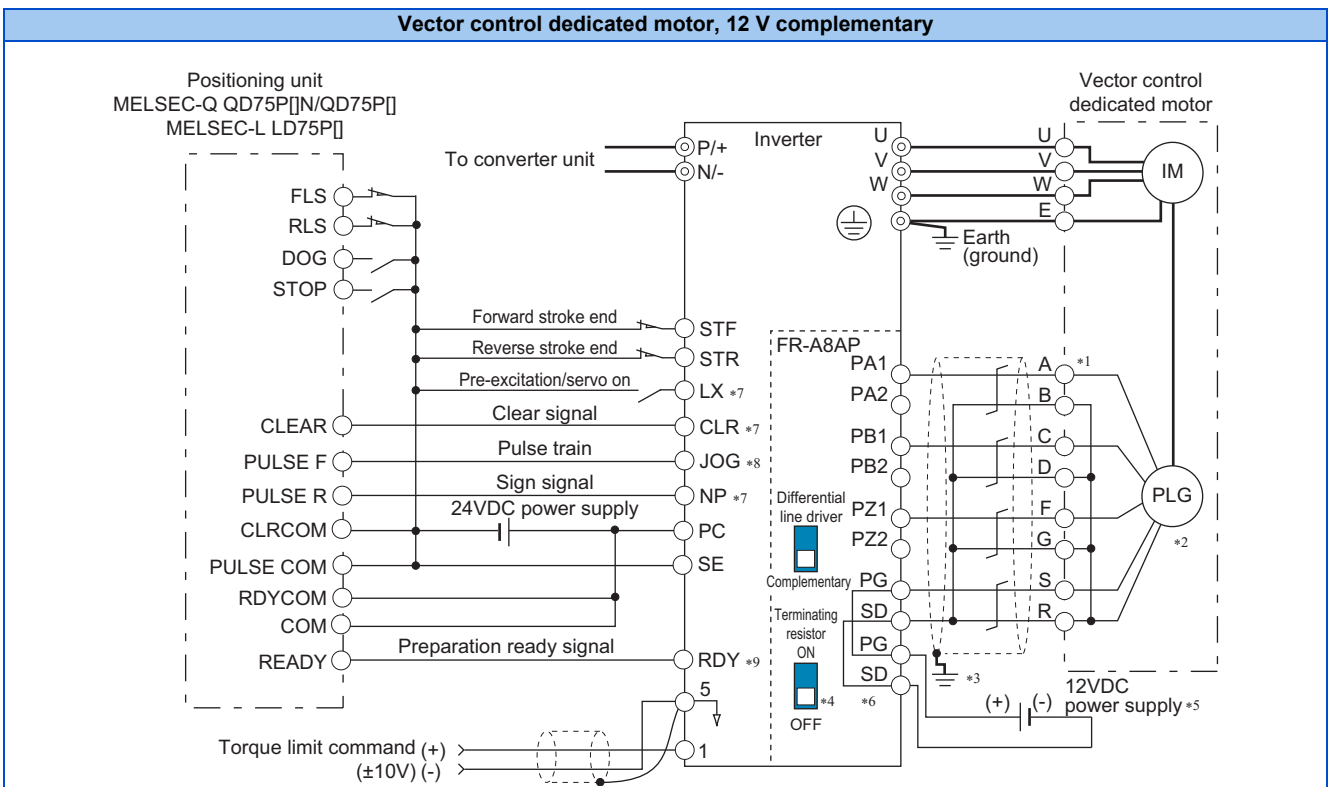 Vector control dedicated motor, 12 V complementary
Positioning unit
MELSEC-Q QD75P[]N/QD75P[]
MELSEC-L LD75P[]
FLS
RLS
DOG
STOP
CLEAR
PULSE F
PULSE R
CLRCOM
PULSE COM
RDYCOM
COM
READY
To converter unit
Forward stroke end
Reverse stroke end
Pre-excitation/servo on
Clear signal
Pulse train
Sign signal
24VDC power supply
Preparation ready signal
Torque limit command (+)
(±10V) (-)
Inverter
P/+
N/-
STF
STR
LX *7
CLR *7
JOG *8
NP *7
PC
SE
RDY *9
5
1
U
V
W
FR-A8AP
PA1
PA2
PB1
PB2
PZ1
PZ2
PG
SD
PG
SD
*6
Differential
line driver
Complementary
Terminating
resistor
ON
*4
OFF
Earth
(ground)
*3
Vector control
dedicated motor
U
V
W
E
IM
A *1
B
C
D
F
G
S
R
PLG
*2
(+) (-)
12VDC
power supply *5